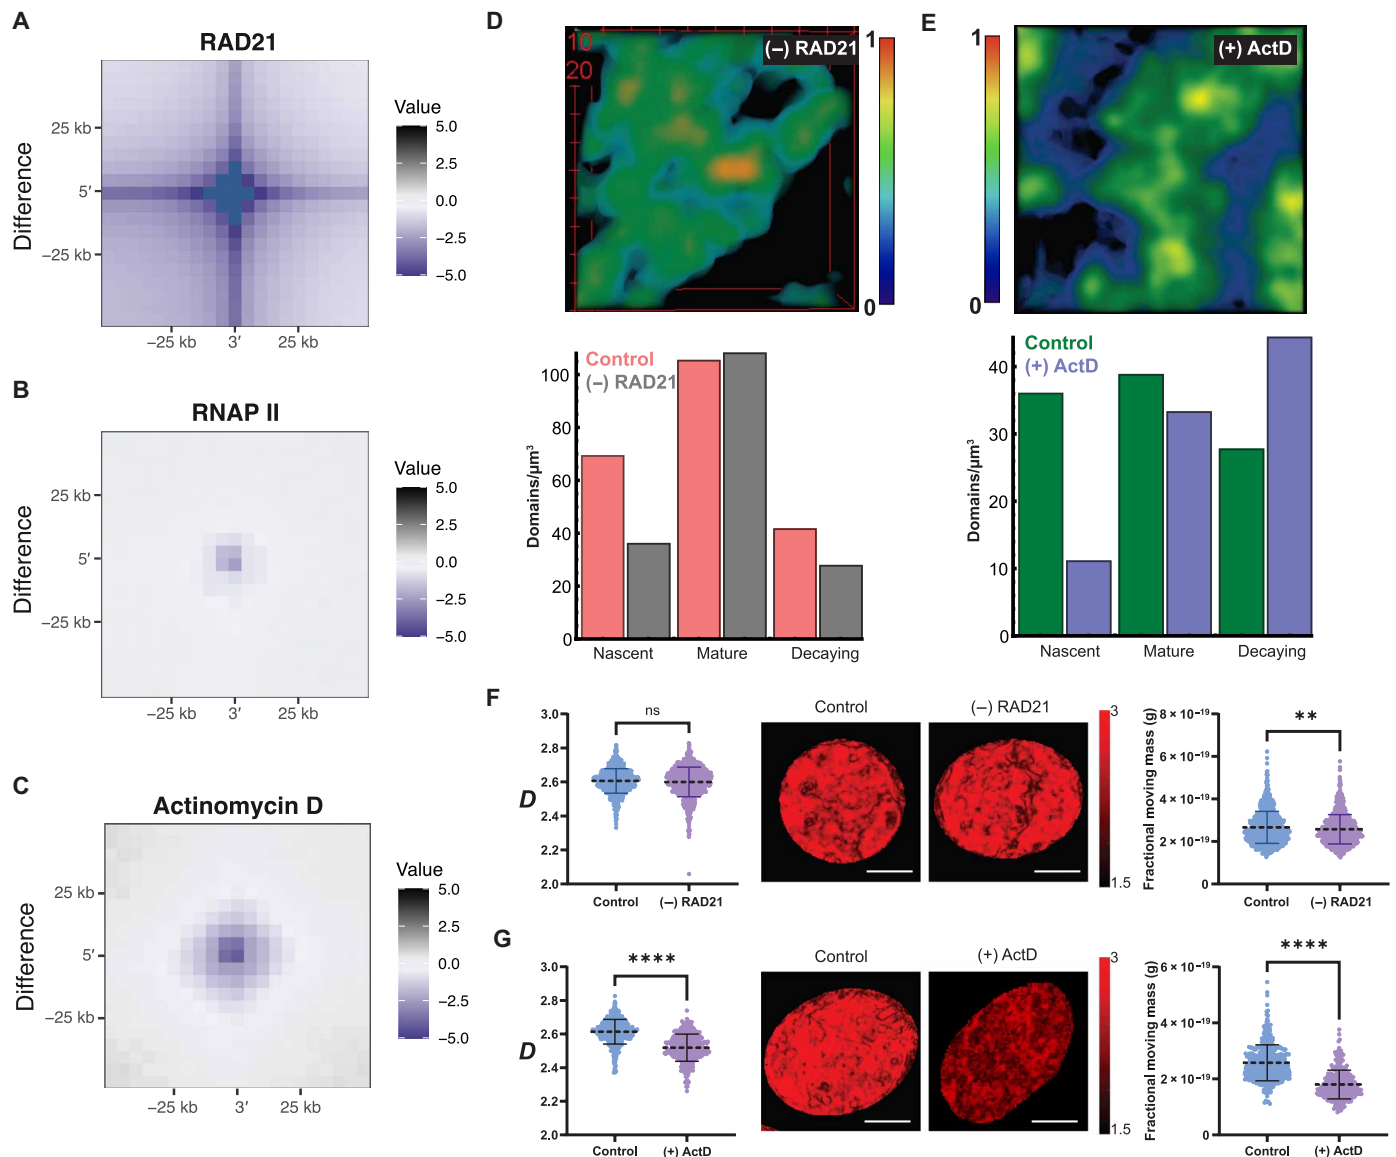 A
RAD21
Difference
25 kb
5′
−25 kb
−25 kb
3′
25 kb
Value
5.0
2.5
0.0
−2.5
−5.0
B
RNAP II
Difference
25 kb
5′
−25 kb
−25 kb
3′
25 kb
Value
5.0
2.5
0.0
−2.5
−5.0
C
Actinomycin D
Difference
25 kb
5′
−25 kb
−25 kb
3′
25 kb
Value
5.0
2.5
0.0
−2.5
−5.0
D
10
20
(−) RAD21
1
0
Control
(−) RAD21
Domains/µm³
100
80
60
40
20
0
Nascent
Mature
Decaying
E
1
0
(+) ActD
Control
(+) ActD
Domains/µm³
40
30
20
10
0
Nascent
Mature
Decaying
F
D
3.0
2.8
2.6
2.4
2.2
2.0
ns
Control
(−) RAD21
Control
(−) RAD21
3
1.5
Fractional moving mass (g)
8 × 10⁻¹⁹
6 × 10⁻¹⁹
4 × 10⁻¹⁹
2 × 10⁻¹⁹
0
**
Control
(−) RAD21
G
D
3.0
2.8
2.6
2.4
2.2
2.0
****
Control
(+) ActD
Control
(+) ActD
3
1.5
Fractional moving mass (g)
6 × 10⁻¹⁹
4 × 10⁻¹⁹
2 × 10⁻¹⁹
0
****
Control
(+) ActD